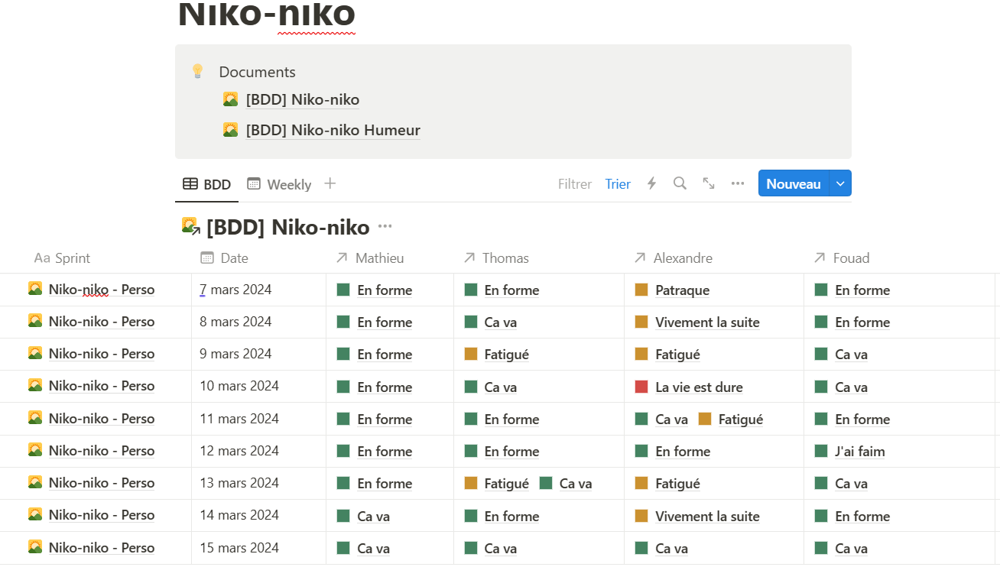 Niko-niko
Documents
[BDD] Niko-niko
[BDD] Niko-niko Humeur
BDD Weekly Filtrer Trier Nouveau
[BDD] Niko-niko
Aa Sprint Date Mathieu Thomas Alexandre Fouad
Niko-niko - Perso 7 mars 2024 En forme En forme Patraque En forme
Niko-niko - Perso 8 mars 2024 En forme Ca va Vivement la suite En forme
Niko-niko - Perso 9 mars 2024 En forme Fatigué Fatigué Ca va
Niko-niko - Perso 10 mars 2024 En forme Ca va La vie est dure Ca va
Niko-niko - Perso 11 mars 2024 En forme En forme Ca va Fatigué En forme
Niko-niko - Perso 12 mars 2024 En forme En forme En forme J'ai faim
Niko-niko - Perso 13 mars 2024 En forme Fatigué Ca va Fatigué Ca va
Niko-niko - Perso 14 mars 2024 Ca va En forme Vivement la suite En forme
Niko-niko - Perso 15 mars 2024 Ca va Ca va Ca va Ca va